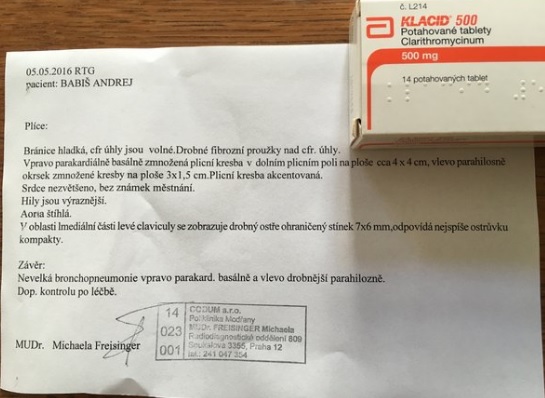 č. L214
KLACID® 500
Potahované tablety
Clarithromycinum
500 mg
14 potahovaných tablet
05.05.2016 RTG
pacient: BABIŠ ANDREJ
Plíce:
Bránice hladká, cfr úhly jsou volné.Drobné fibrozní proužky nad cfr. úhly.
Vpravo parakardiálně basálně zmnožená plicní kresba v dolním plicním poli na ploše cca 4 x 4 cm, vlevo parahilosně
okrsek zmnožené kresby na ploše 3x1,5 cm.Plicní kresba akcentovaná.
Srdce nezvětšeno, bez známek městnání.
Hily jsou výraznější.
Aorta štíhlá.
V oblasti lmediální části levé claviculy se zobrazuje drobný ostře ohraničený stínek 7x6 mm,odpovídá nejspíše ostrůvku
kompakty.
Závěr:
Nevelká bronchopneumonie vpravo parakard. basálně a vlevo drobnější parahilozně.
Dop. kontrolu po léčbě.
MUDr. Michaela Freisinger
14
023
001
CODUM s.r.o.
Poliklinika Modřany
MUDr. FREISINGER Michaela
Radiodiagnostické oddělení 809
Soukalova 3355, Praha 12
tel.: 241 047 354